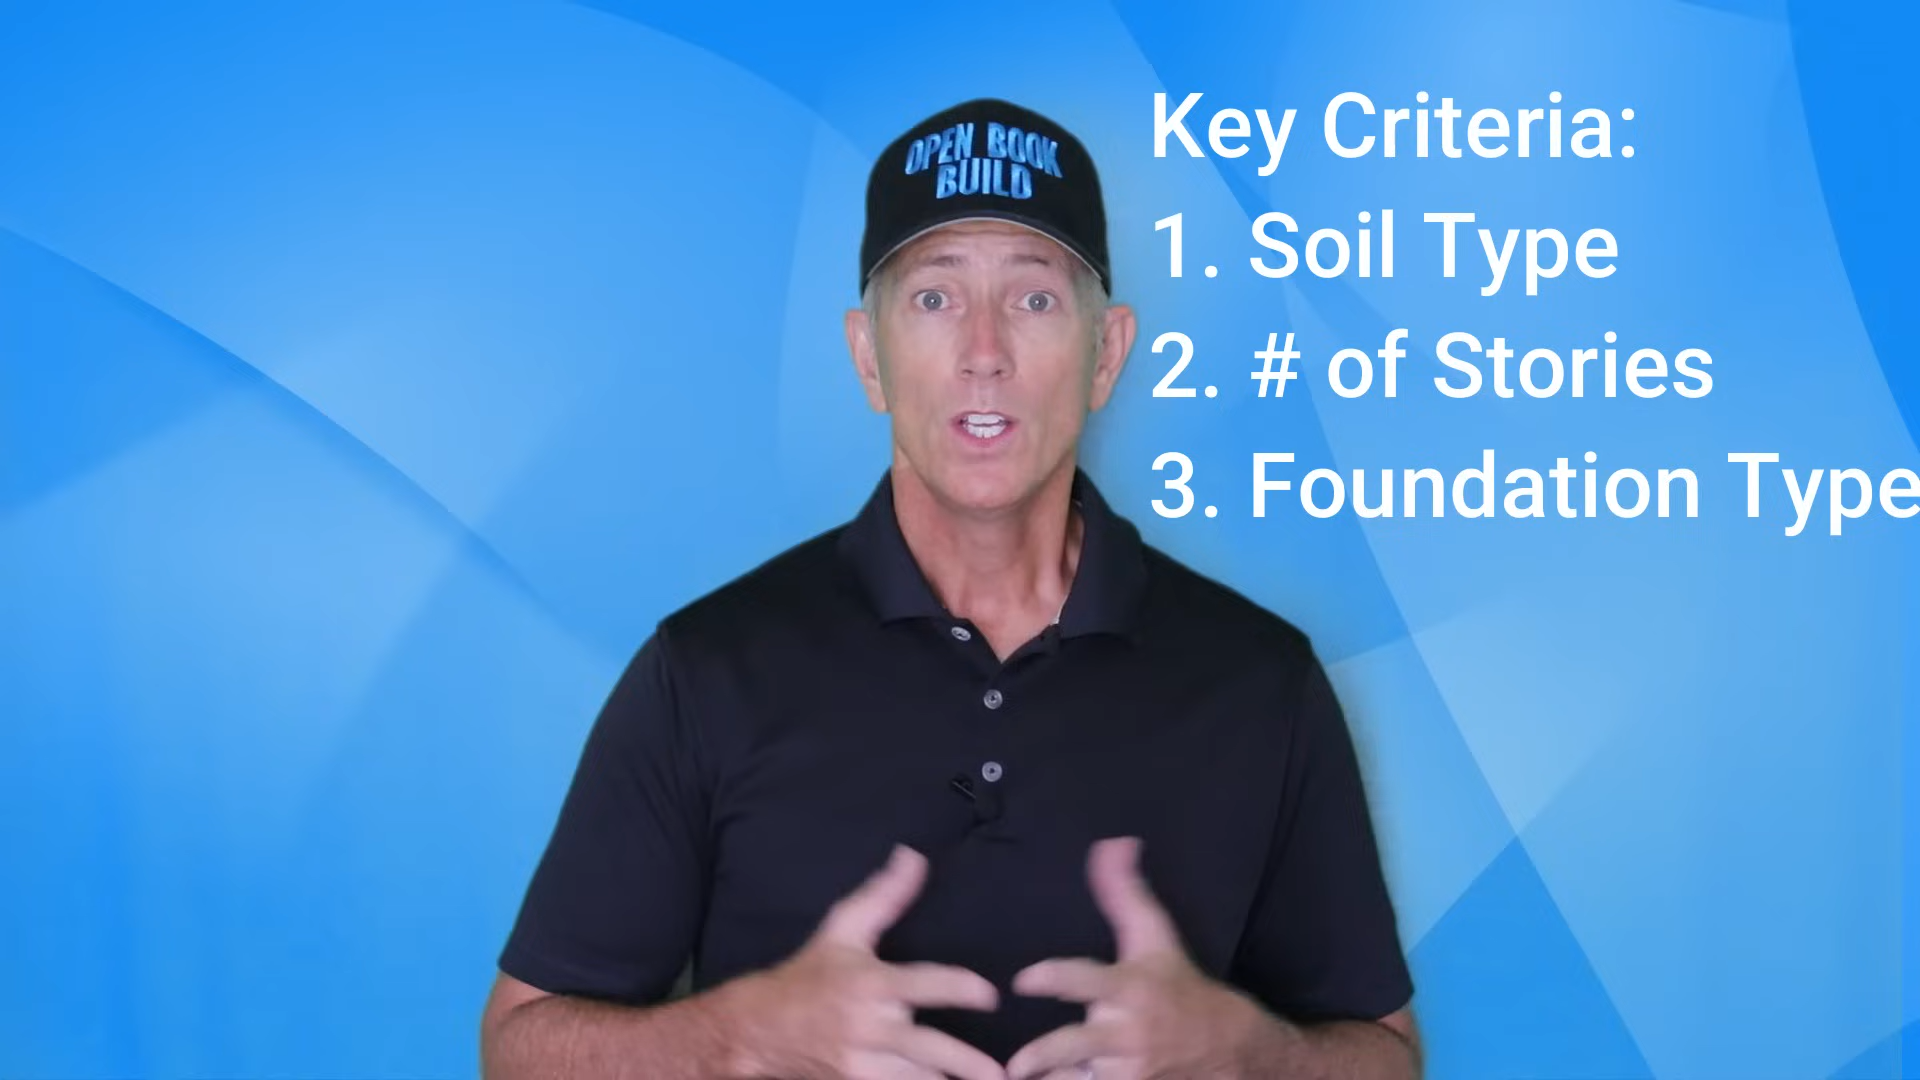 OPEN BOOK
BUILD
Key Criteria:
1. Soil Type
2. # of Stories
3. Foundation Type